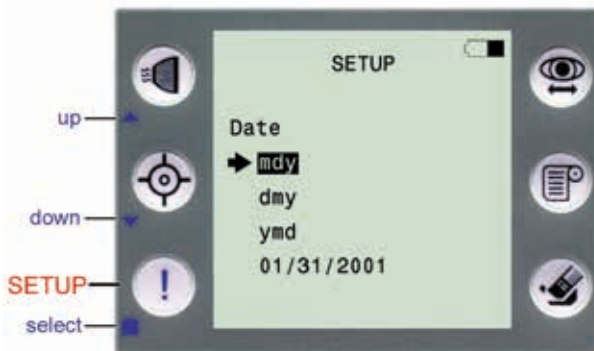 SETUP
up
Date
mdy
dmy
down
ymd
01/31/2001
SETUP
!
select